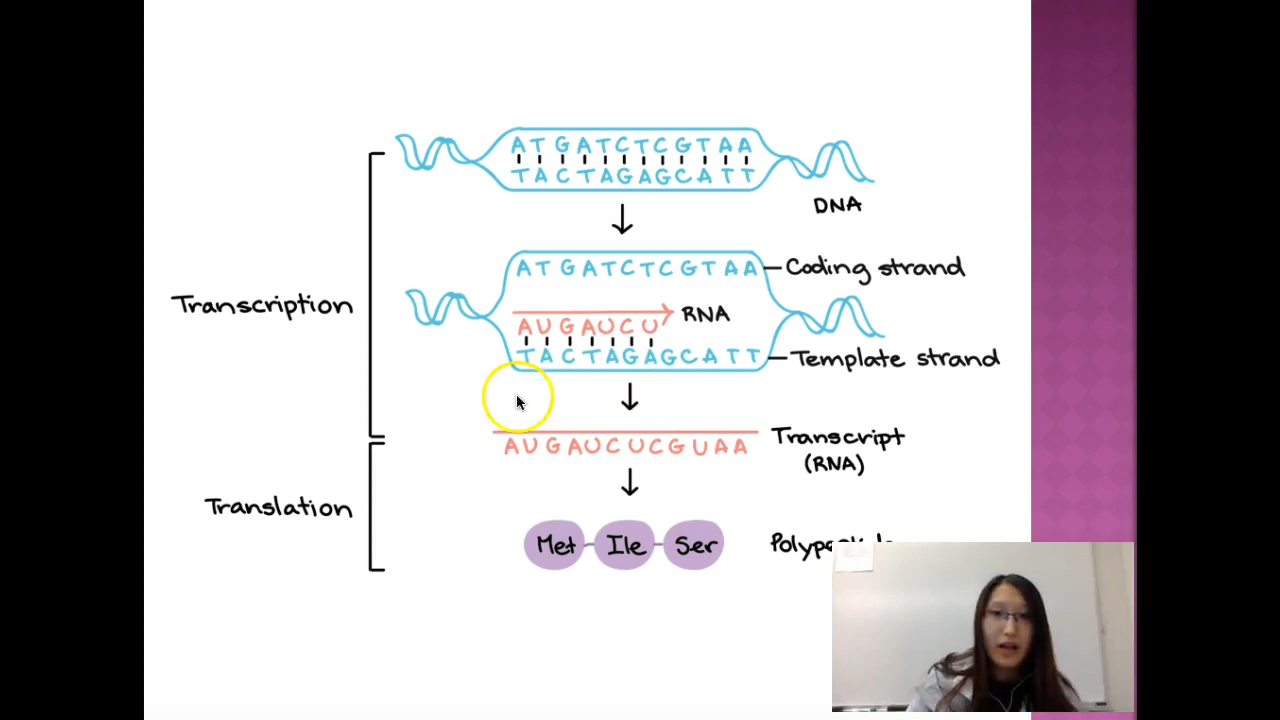 ATGATCTCGTAA
TACTAGAGCATT
DNA
ATGATCTCGTAA
Coding strand
Transcription
RNA
AUGAUCU
TACTAGAGCATT
Template strand
AUGAUCUCGUAA
Transcript
(RNA)
Translation
Met Ile Ser